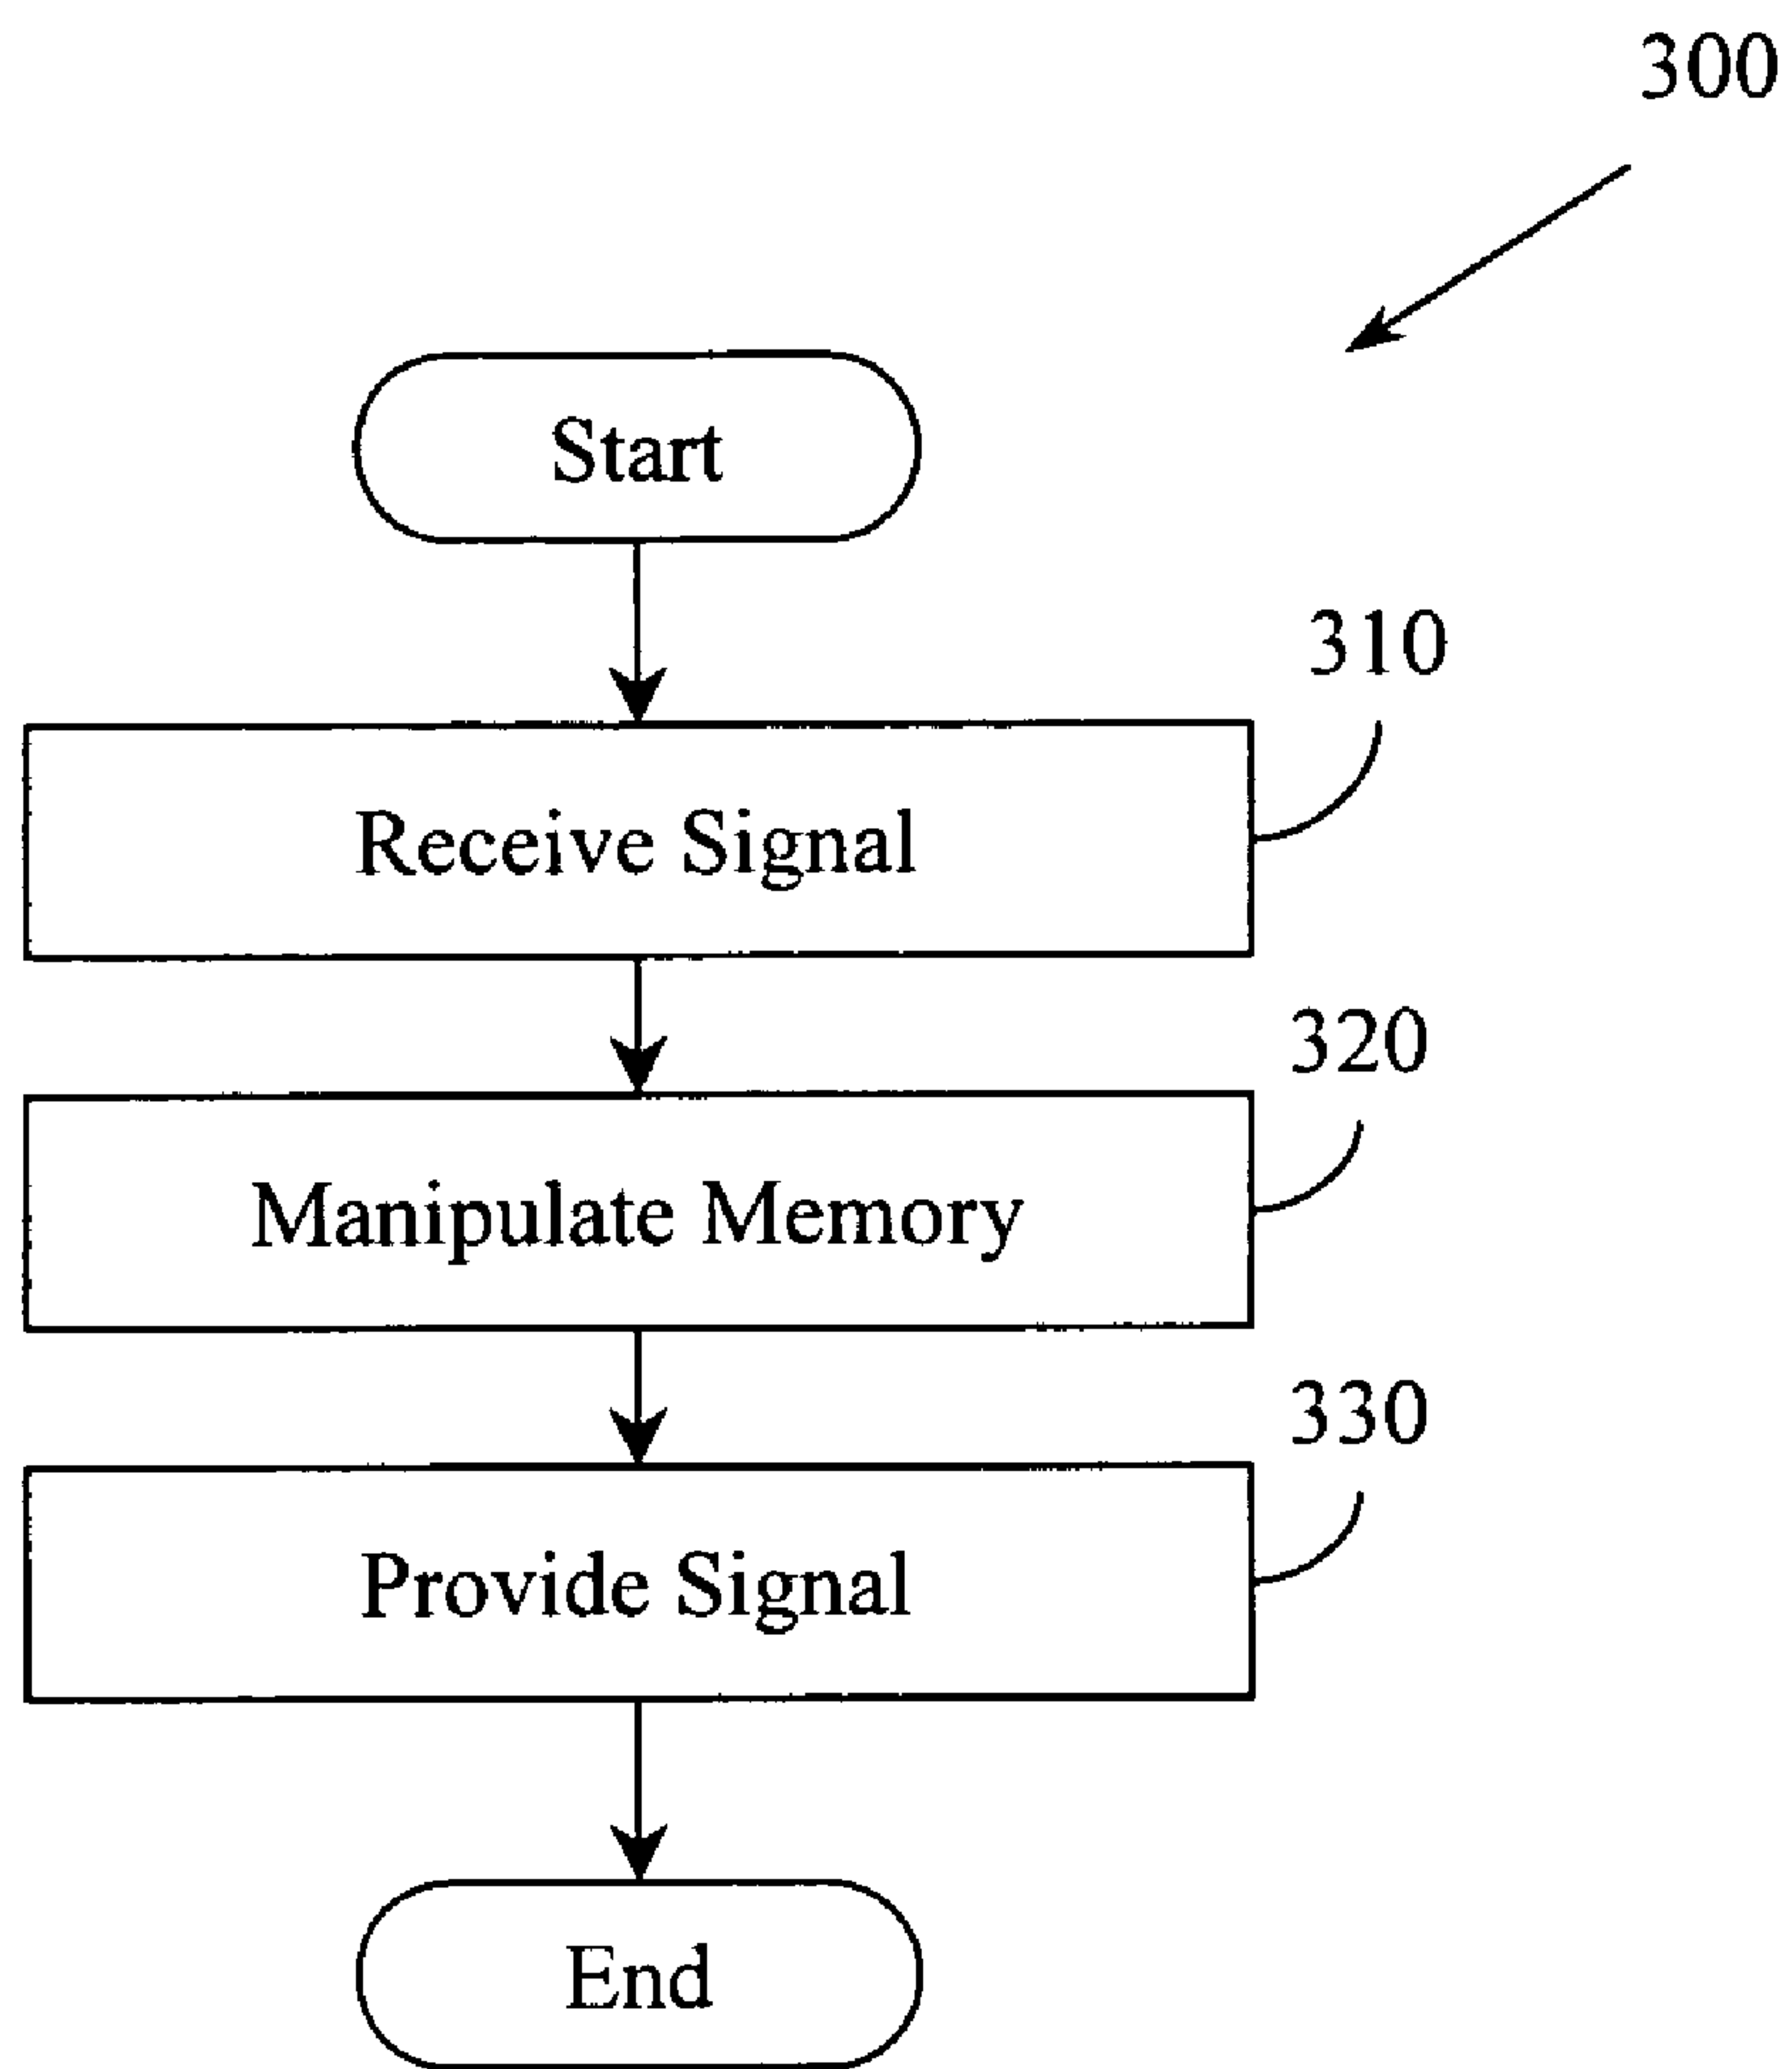 300
Start
310
Receive Signal
320
Manipulate Memory
330
Provide Signal
End